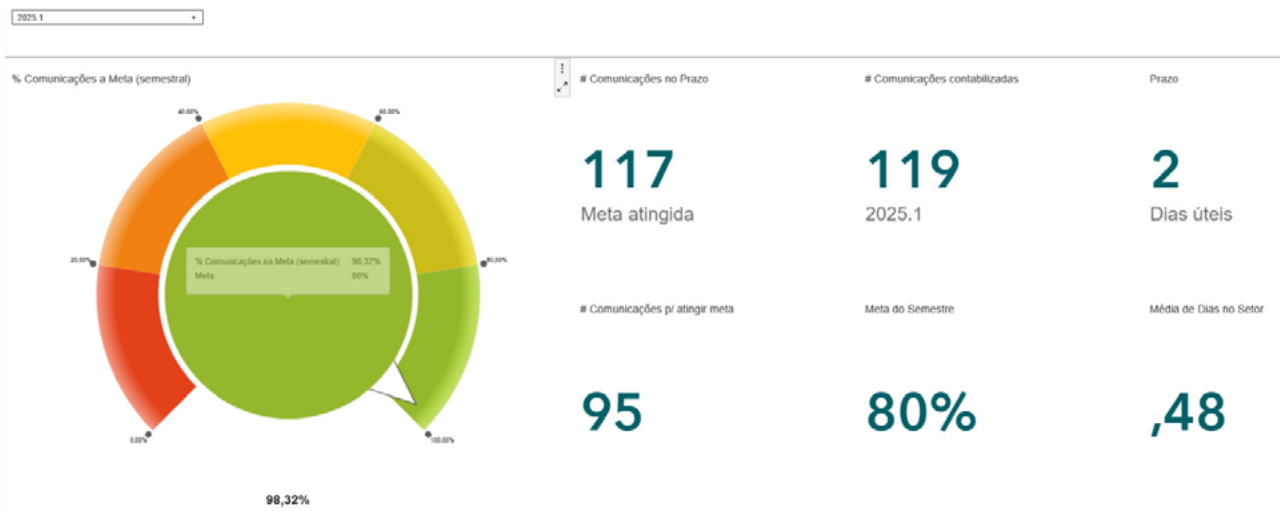 2025.1
% Comunicações a Meta (semestral)
40,00%
60,00%
20,00%
80,00%
% Comunicações na Meta (semestral): 98,32%
Meta: 80%
0,00%
100,00%
98,32%
# Comunicações no Prazo
117
Meta atingida
# Comunicações contabilizadas
119
2025.1
Prazo
2
Dias úteis
# Comunicações p/ atingir meta
95
Meta do Semestre
80%
Média de Dias no Setor
,48